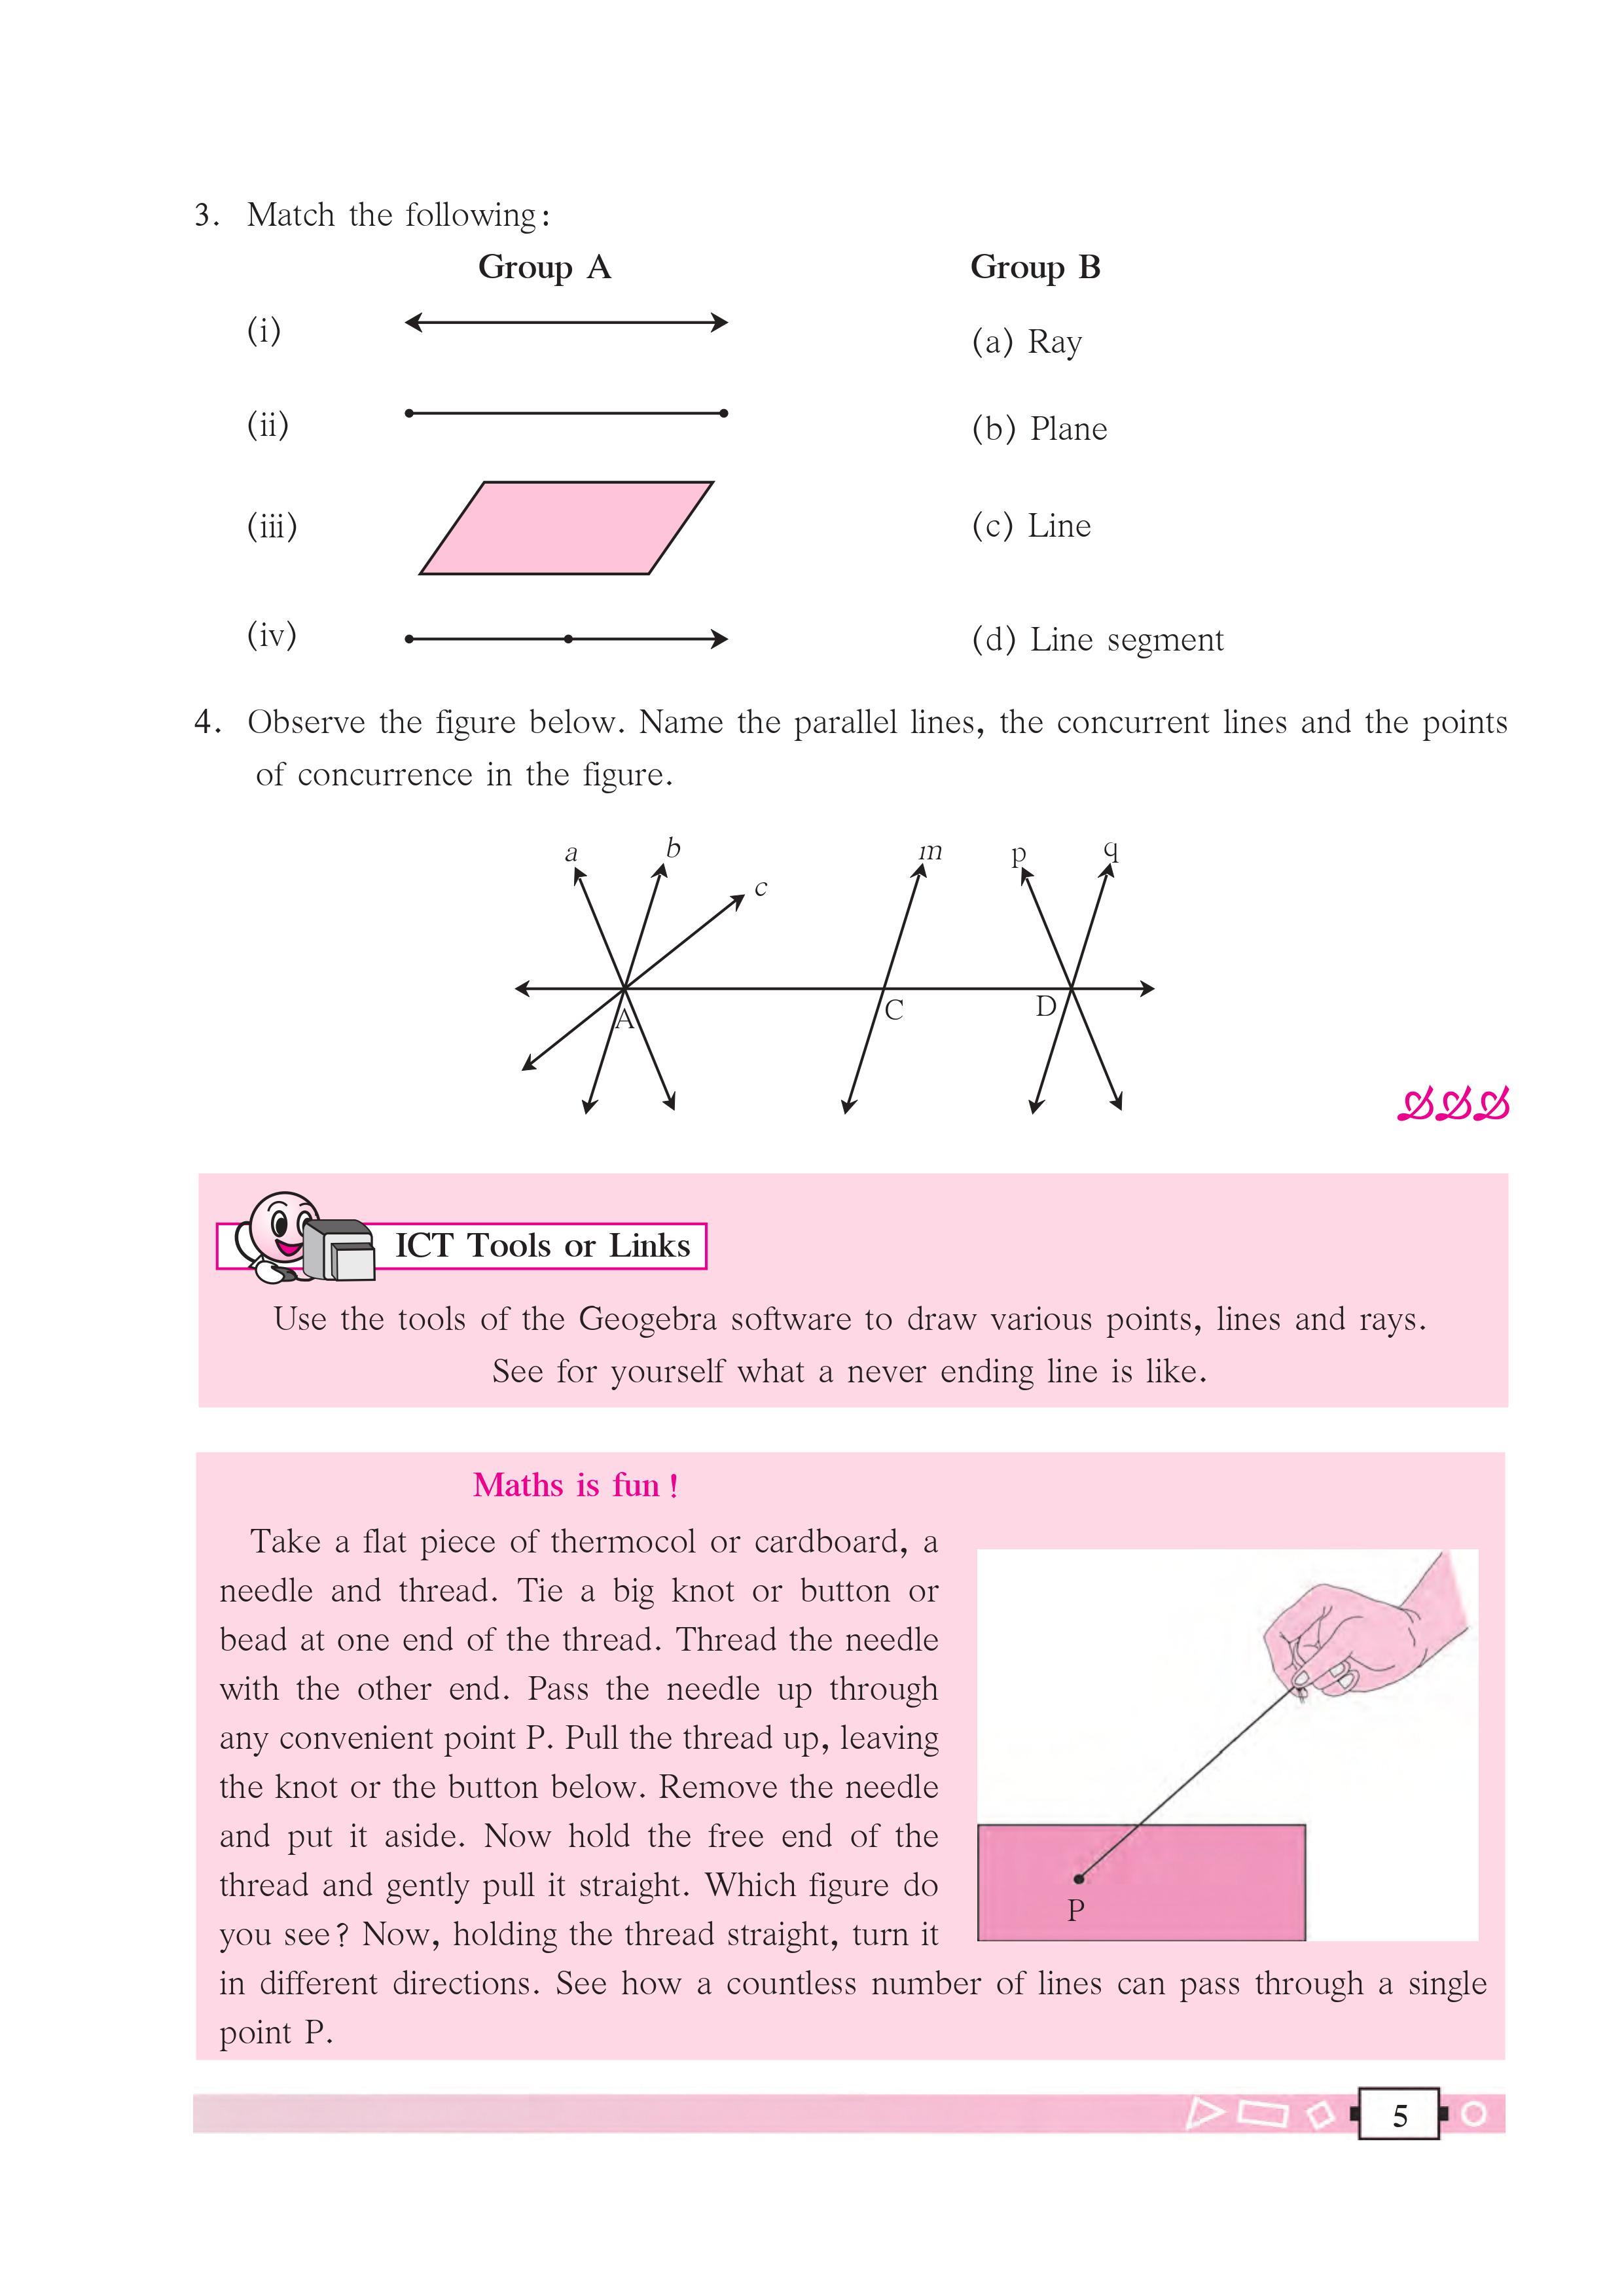 3. Match the following:
Group A Group B
(i) (a) Ray
(ii) (b) Plane
(iii) (c) Line
(iv) (d) Line segment
4. Observe the figure below. Name the parallel lines, the concurrent lines and the points
of concurrence in the figure.
a b c m p q
A C D
ICT Tools or Links
Use the tools of the Geogebra software to draw various points, lines and rays.
See for yourself what a never ending line is like.
Maths is fun !
Take a flat piece of thermocol or cardboard, a
needle and thread. Tie a big knot or button or
bead at one end of the thread. Thread the needle
with the other end. Pass the needle up through
any convenient point P. Pull the thread up, leaving
the knot or the button below. Remove the needle
and put it aside. Now hold the free end of the
thread and gently pull it straight. Which figure do
you see? Now, holding the thread straight, turn it
in different directions. See how a countless number of lines can pass through a single
point P.
P
5